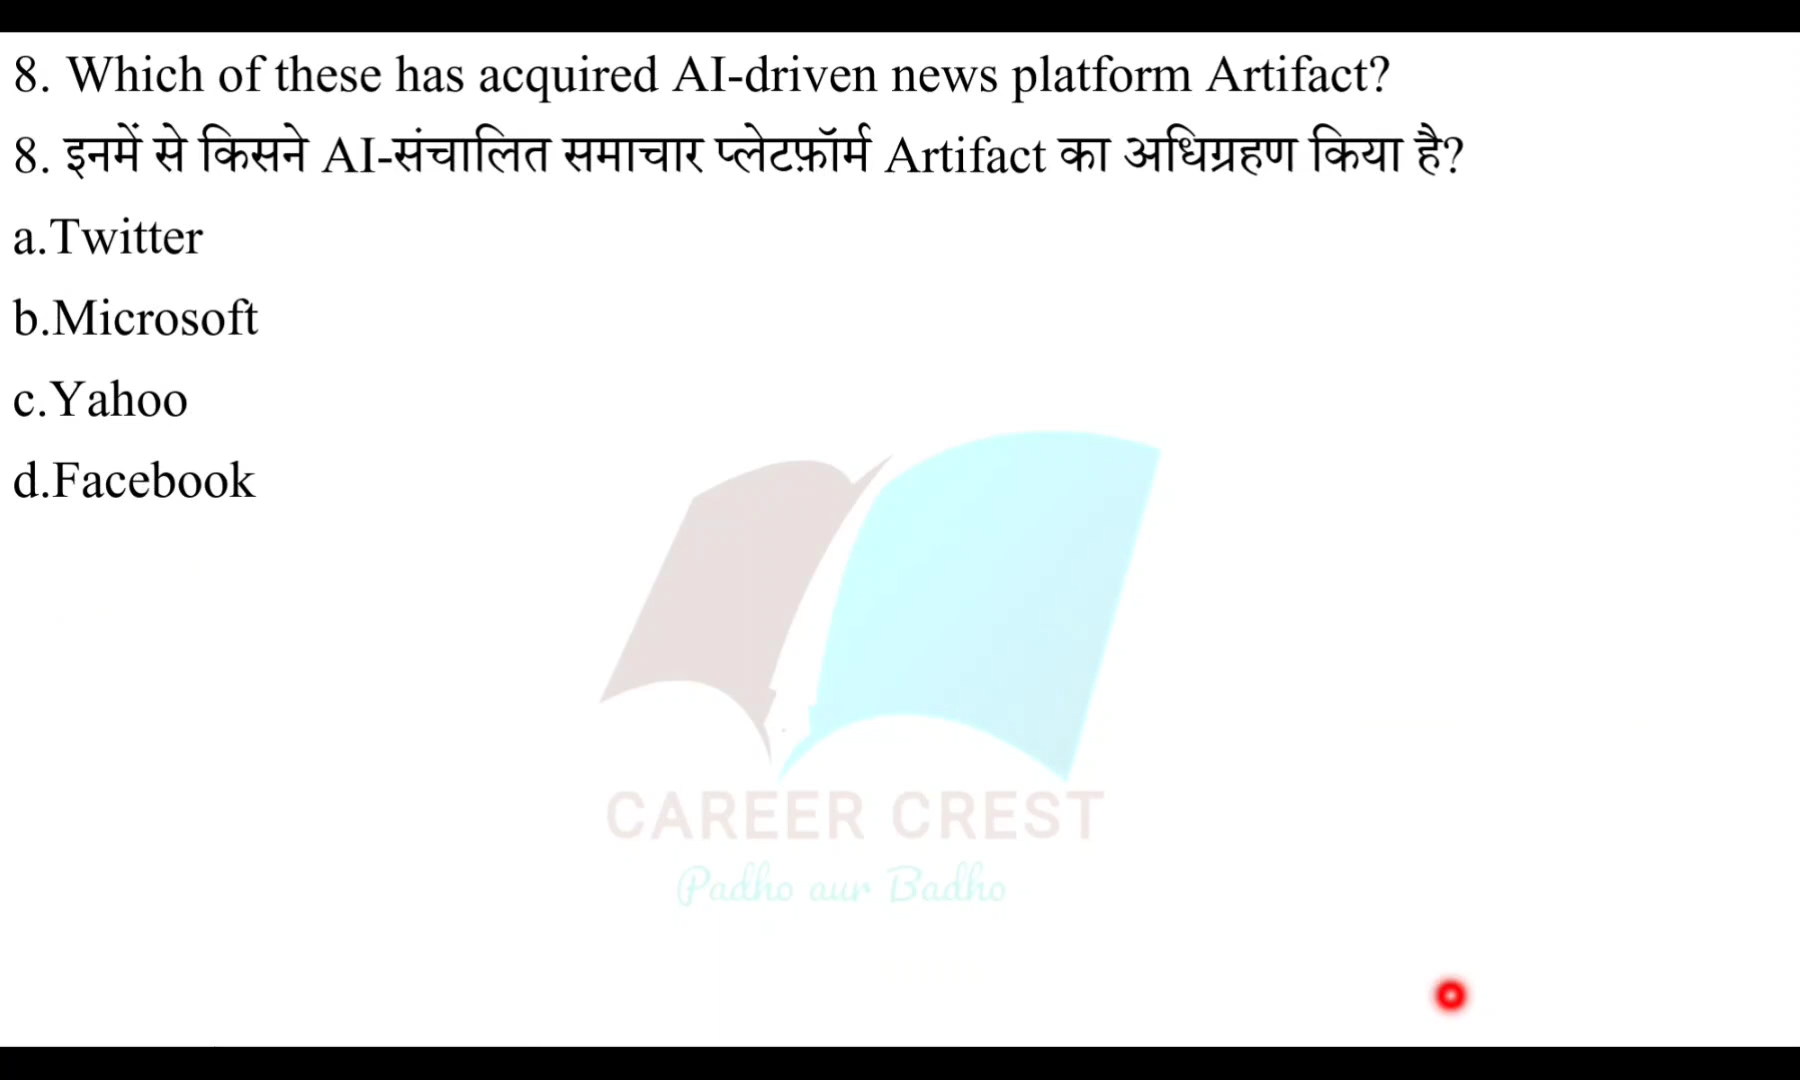 8. Which of these has acquired AI-driven news platform Artifact?
8. इनमें से किसने AI-संचालित समाचार प्लेटफ़ॉर्म Artifact का अधिग्रहण किया है?
a.Twitter
b.Microsoft
c.Yahoo
d.Facebook
CAREER CREST
Padho aur Badho